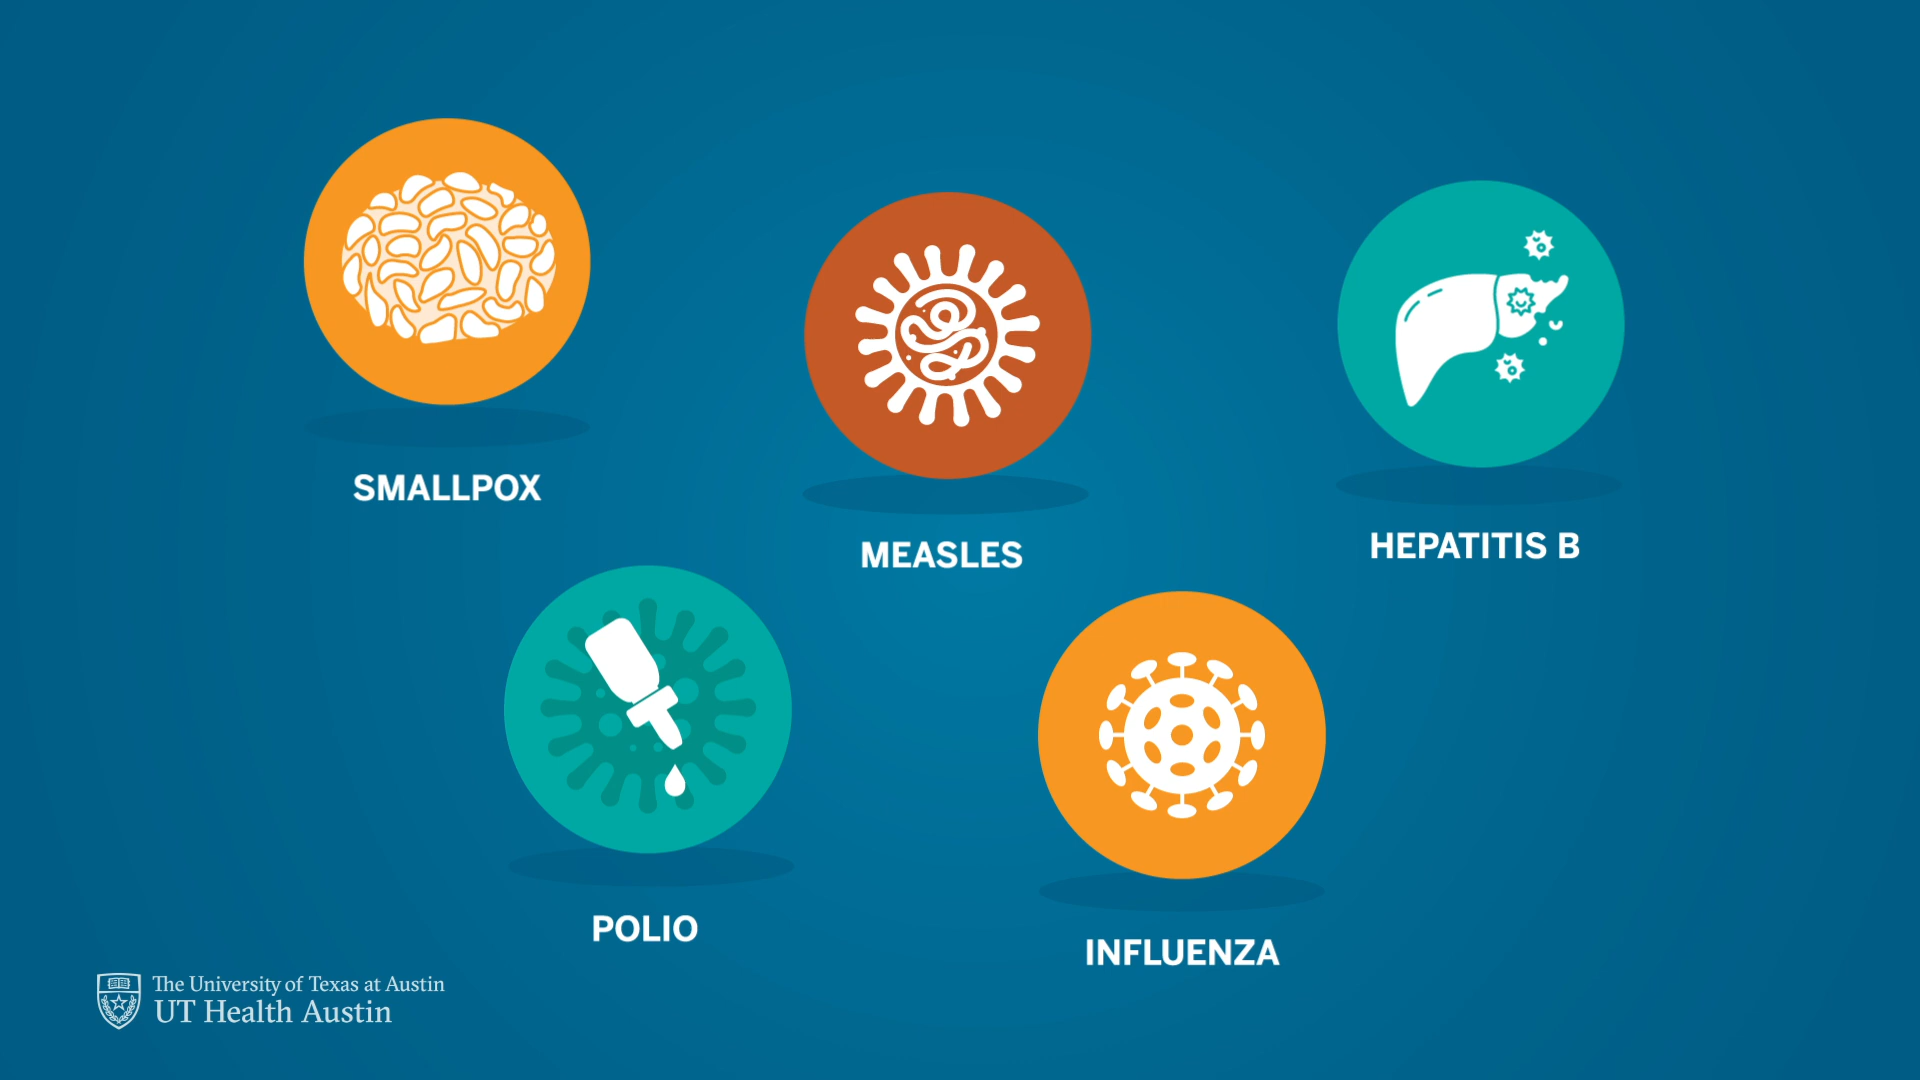 SMALLPOX
MEASLES
HEPATITIS B
POLIO
INFLUENZA
The University of Texas at Austin
UT Health Austin